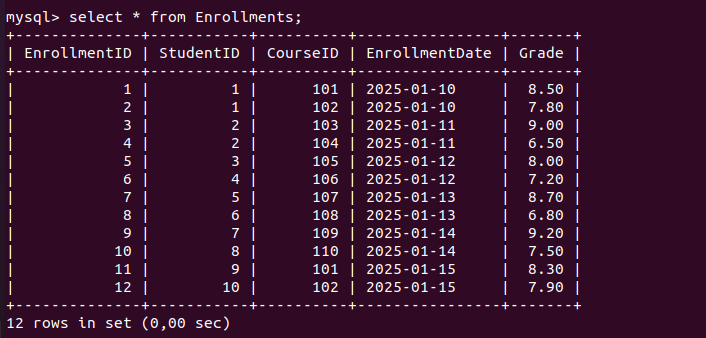 mysql> select * from Enrollments;
+--------------+-----------+----------+----------------+-------+
| EnrollmentID | StudentID | CourseID | EnrollmentDate | Grade |
+--------------+-----------+----------+----------------+-------+
|            1 |         1 |      101 | 2025-01-10     |  8.50 |
|            2 |         1 |      102 | 2025-01-10     |  7.80 |
|            3 |         2 |      103 | 2025-01-11     |  9.00 |
|            4 |         2 |      104 | 2025-01-11     |  6.50 |
|            5 |         3 |      105 | 2025-01-12     |  8.00 |
|            6 |         4 |      106 | 2025-01-12     |  7.20 |
|            7 |         5 |      107 | 2025-01-13     |  8.70 |
|            8 |         6 |      108 | 2025-01-13     |  6.80 |
|            9 |         7 |      109 | 2025-01-14     |  9.20 |
|           10 |         8 |      110 | 2025-01-14     |  7.50 |
|           11 |         9 |      101 | 2025-01-15     |  8.30 |
|           12 |        10 |      102 | 2025-01-15     |  7.90 |
+--------------+-----------+----------+----------------+-------+
12 rows in set (0,00 sec)